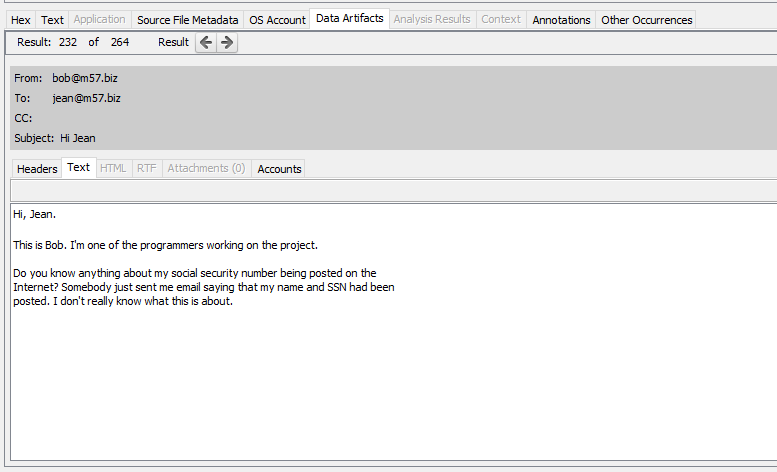 Hex Text Application Source File Metadata OS Account Data Artifacts Analysis Results Context Annotations Other Occurrences
Result: 232 of 264 Result
From: bob@m57.biz
To: jean@m57.biz
CC:
Subject: Hi Jean
Headers Text HTML RTF Attachments (0) Accounts
Hi, Jean.
This is Bob. I'm one of the programmers working on the project.
Do you know anything about my social security number being posted on the
Internet? Somebody just sent me email saying that my name and SSN had been
posted. I don't really know what this is about.